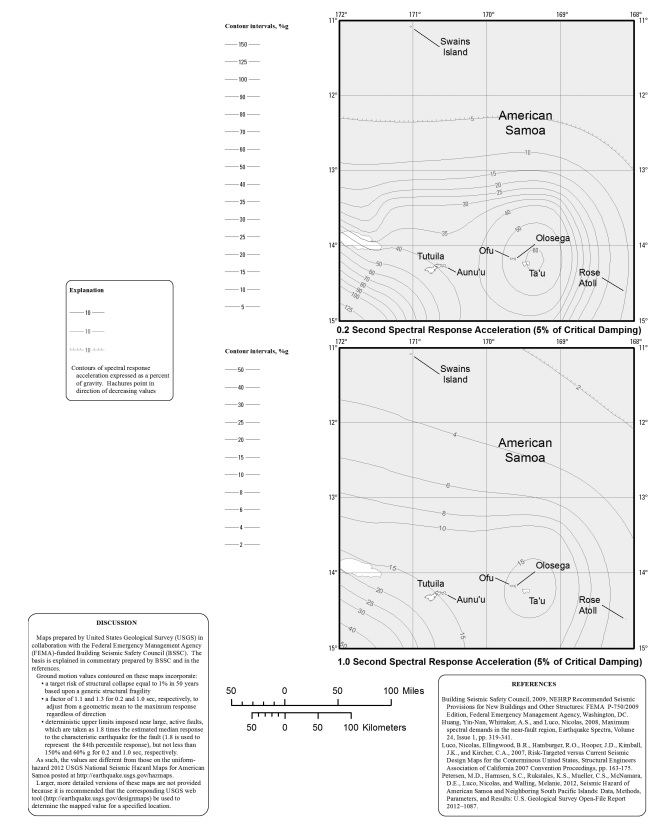 Contour intervals, %g
150
125
100
90
80
70
60
50
40
35
30
25
20
15
10
5
172°
171°
170°
169°
168°
11°
11°
Swains
Island
12°
12°
American
Samoa
5
10
13°
13°
15
20
25
30
40
50
60
35
14°
14°
40
Olosega
Ofu
Tutuila
Aunu'u
Ta'u
Rose
Atoll
50
60
70
80
90
100
125
15°
15°
0.2 Second Spectral Response Acceleration (5% of Critical Damping)
Explanation
10
10
10
Contours of spectral response
acceleration expressed as a percent
of gravity. Hachures point in
direction of decreasing values
Contour intervals, %g
50
40
30
25
20
15
10
8
6
4
2
172°
171°
170°
169°
168°
11°
11°
Swains
Island
2
12°
12°
4
American
Samoa
6
13°
13°
8
10
15
14°
14°
15
Olosega
Ofu
Tutuila
Aunu'u
Ta'u
Rose
Atoll
20
25
30
40
50
15
15°
15°
1.0 Second Spectral Response Acceleration (5% of Critical Damping)
DISCUSSION
Maps prepared by United States Geological Survey (USGS) in
collaboration with the Federal Emergency Management Agency
(FEMA)-funded Building Seismic Safety Council (BSSC). The
basis is explained in commentary prepared by BSSC and in the
references.
Ground motion values contoured on these maps incorporate:
• a target risk of structural collapse equal to 1% in 50 years
based upon a generic structural fragility
• a factor of 1.1 and 1.3 for 0.2 and 1.0 sec, respectively, to
adjust from a geometric mean to the maximum response
regardless of direction
• deterministic upper limits imposed near large, active faults,
which are taken as 1.8 times the estimated median response
to the characteristic earthquake for the fault (1.8 is used to
represent the 84th percentile response), but not less than
150% and 60% g for 0.2 and 1.0 sec, respectively.
As such, the values are different from those on the uniform-
hazard 2012 USGS National Seismic Hazard Maps for American
Samoa posted at http://earthquake.usgs.gov/hazmaps.
Larger, more detailed versions of these maps are not provided
because it is recommended that the corresponding USGS web
tool (http://earthquake.usgs.gov/designmaps) be used to
determine the mapped value for a specified location.
50 0 50 100 Miles
50 0 50 100 Kilometers
REFERENCES
Building Seismic Safety Council, 2009, NEHRP Recommended Seismic
Provisions for New Buildings and Other Structures: FEMA P-750/2009
Edition, Federal Emergency Management Agency, Washington, DC.
Huang, Yin-Nan, Whittaker, A.S., and Luco, Nicolas, 2008, Maximum
spectral demands in the near-fault region, Earthquake Spectra, Volume
24, Issue 1, pp. 319-341.
Luco, Nicolas, Ellingwood, B.R., Hamburger, R.O., Hooper, J.D., Kimball,
J.K., and Kircher, C.A., 2007, Risk-Targeted versus Current Seismic
Design Maps for the Conterminous United States, Structural Engineers
Association of California 2007 Convention Proceedings, pp. 163-175.
Petersen, M.D., Harmsen, S.C., Rukstales, K.S., Mueller, C.S., McNamara,
D.E., Luco, Nicolas, and Walling, Melanie, 2012, Seismic Hazard of
American Samoa and Neighboring South Pacific Islands: Data, Methods,
Parameters, and Results: U.S. Geological Survey Open-File Report
2012–1087.